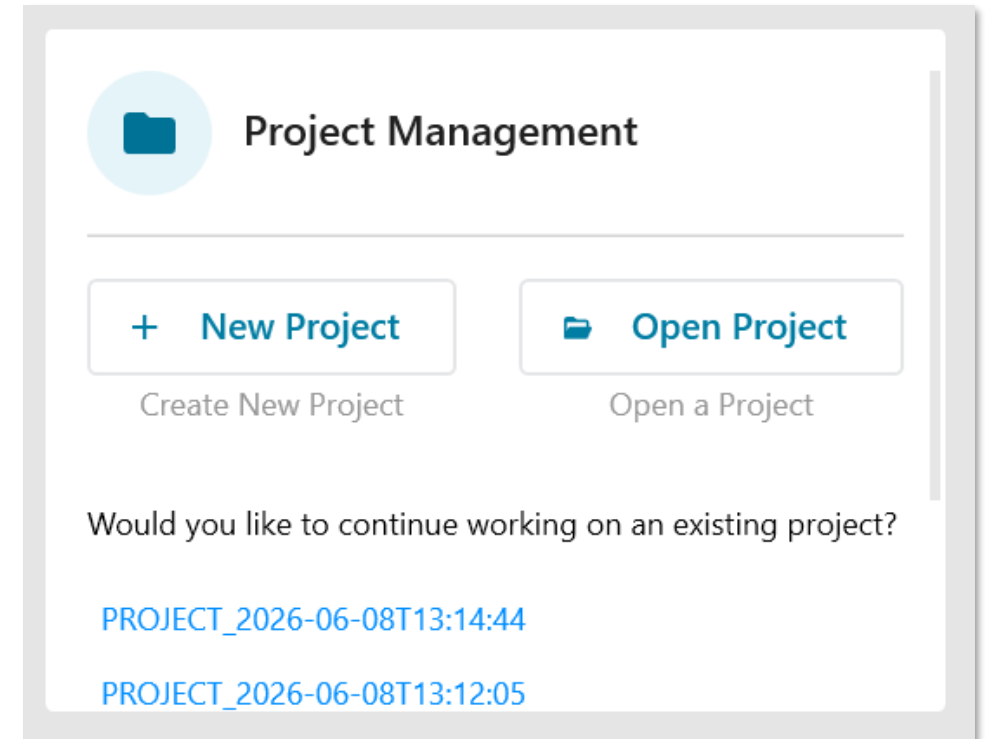 Project Management
+ New Project
Open Project
Create New Project
Open a Project
Would you like to continue working on an existing project?
PROJECT_2026-06-08T13:14:44
PROJECT_2026-06-08T13:12:05